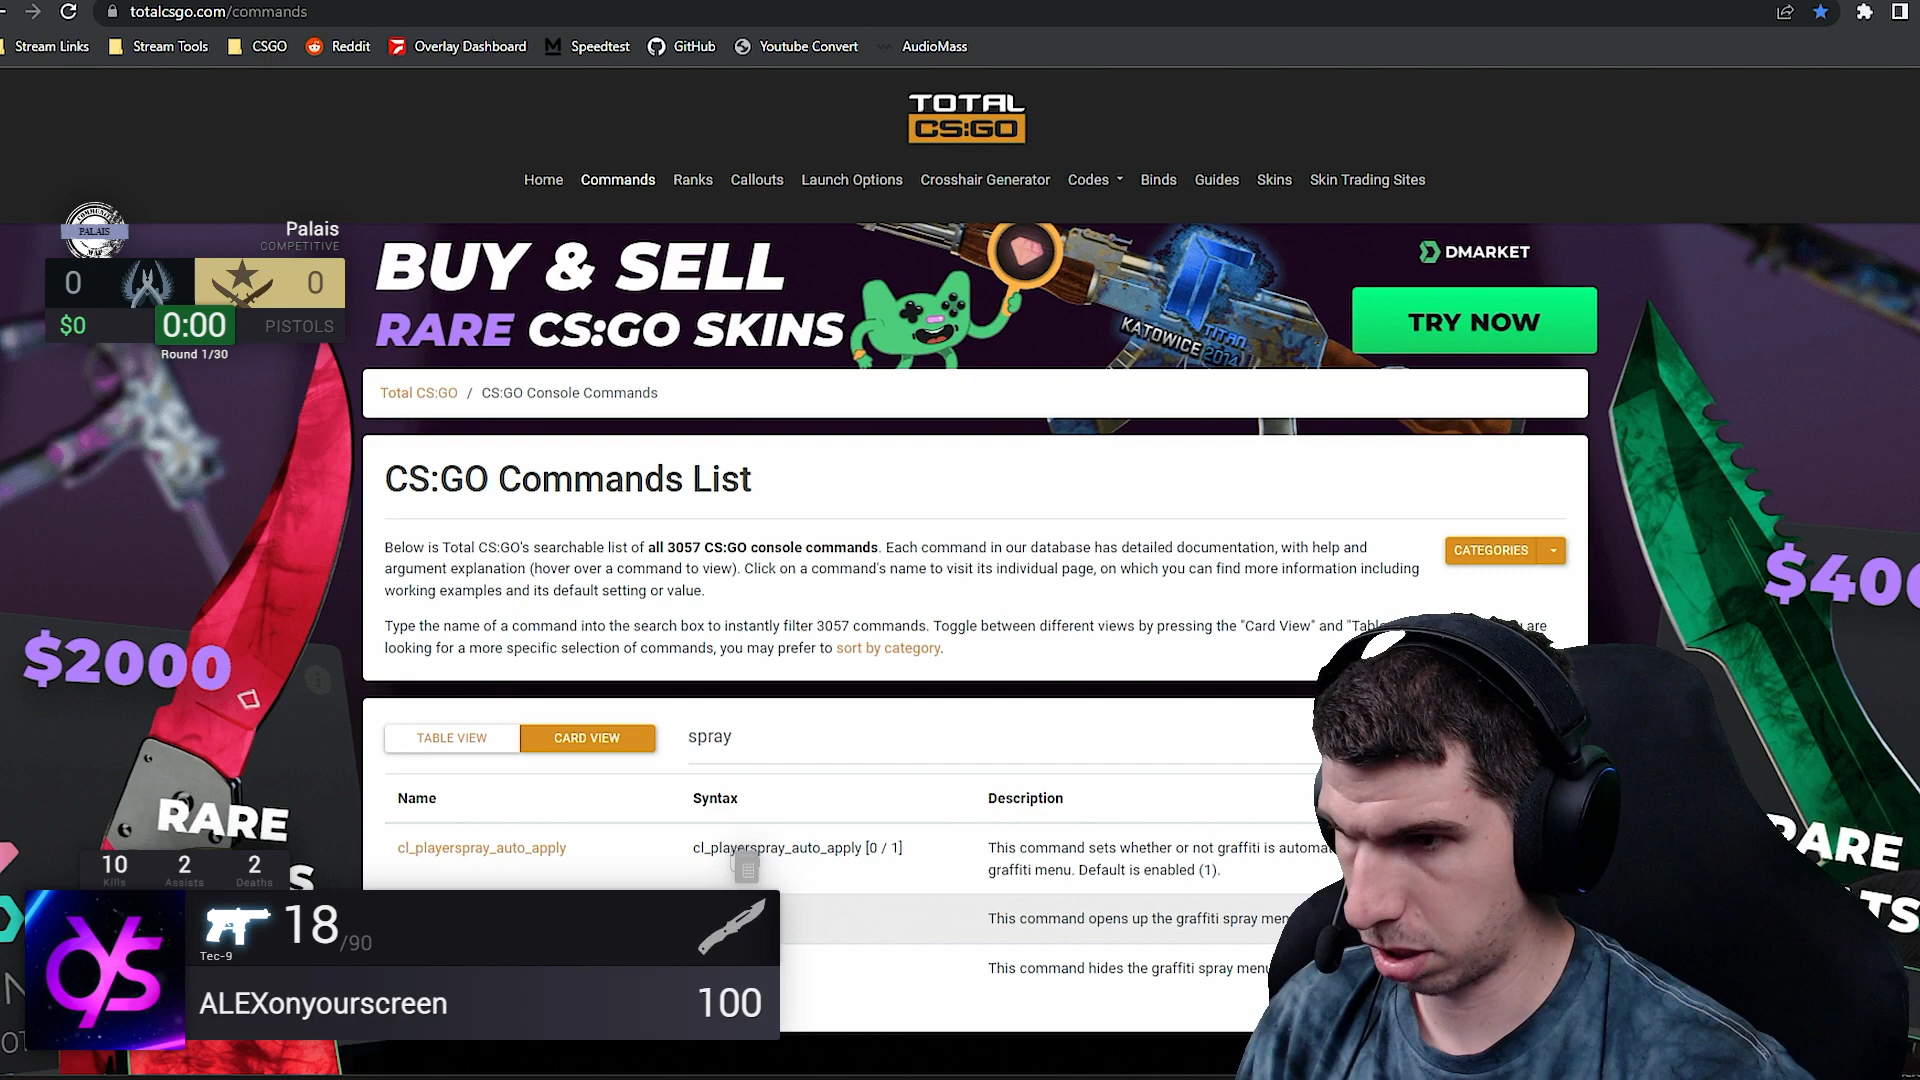 totalcsgo.com/commands
Stream Links
Stream Tools
CSGO
Reddit
Overlay Dashboard
Speedtest
GitHub
Youtube Convert
AudioMass
TOTAL
CS:GO
Home
Commands
Ranks
Callouts
Launch Options
Crosshair Generator
Codes
Binds
Guides
Skins
Skin Trading Sites
PALAIS
Palais
COMPETITIVE
0
0
$0
0:00
PISTOLS
Round 1/30
BUY & SELL
RARE CS:GO SKINS
KATOWICE 2014
TITAN
DMARKET
TRY NOW
Total CS:GO / CS:GO Console Commands
CS:GO Commands List
Below is Total CS:GO's searchable list of all 3057 CS:GO console commands. Each command in our database has detailed documentation, with help and
argument explanation (hover over a command to view). Click on a command's name to visit its individual page, on which you can find more information including
working examples and its default setting or value.
CATEGORIES
Type the name of a command into the search box to instantly filter 3057 commands. Toggle between different views by pressing the "Card View" and "Table are
looking for a more specific selection of commands, you may prefer to sort by category.
$2000
$400
TABLE VIEW
CARD VIEW
spray
Name
Syntax
Description
cl_playerspray_auto_apply
cl_playerspray_auto_apply [0 / 1]
This command sets whether or not graffiti is
graffiti menu. Default is enabled (1).
This command opens up the graffiti spray
This command hides the graffiti spray
RARE
RARE
10
Kills
2
Assists
2
Deaths
18/90
Tec-9
ALEXonyourscreen
100